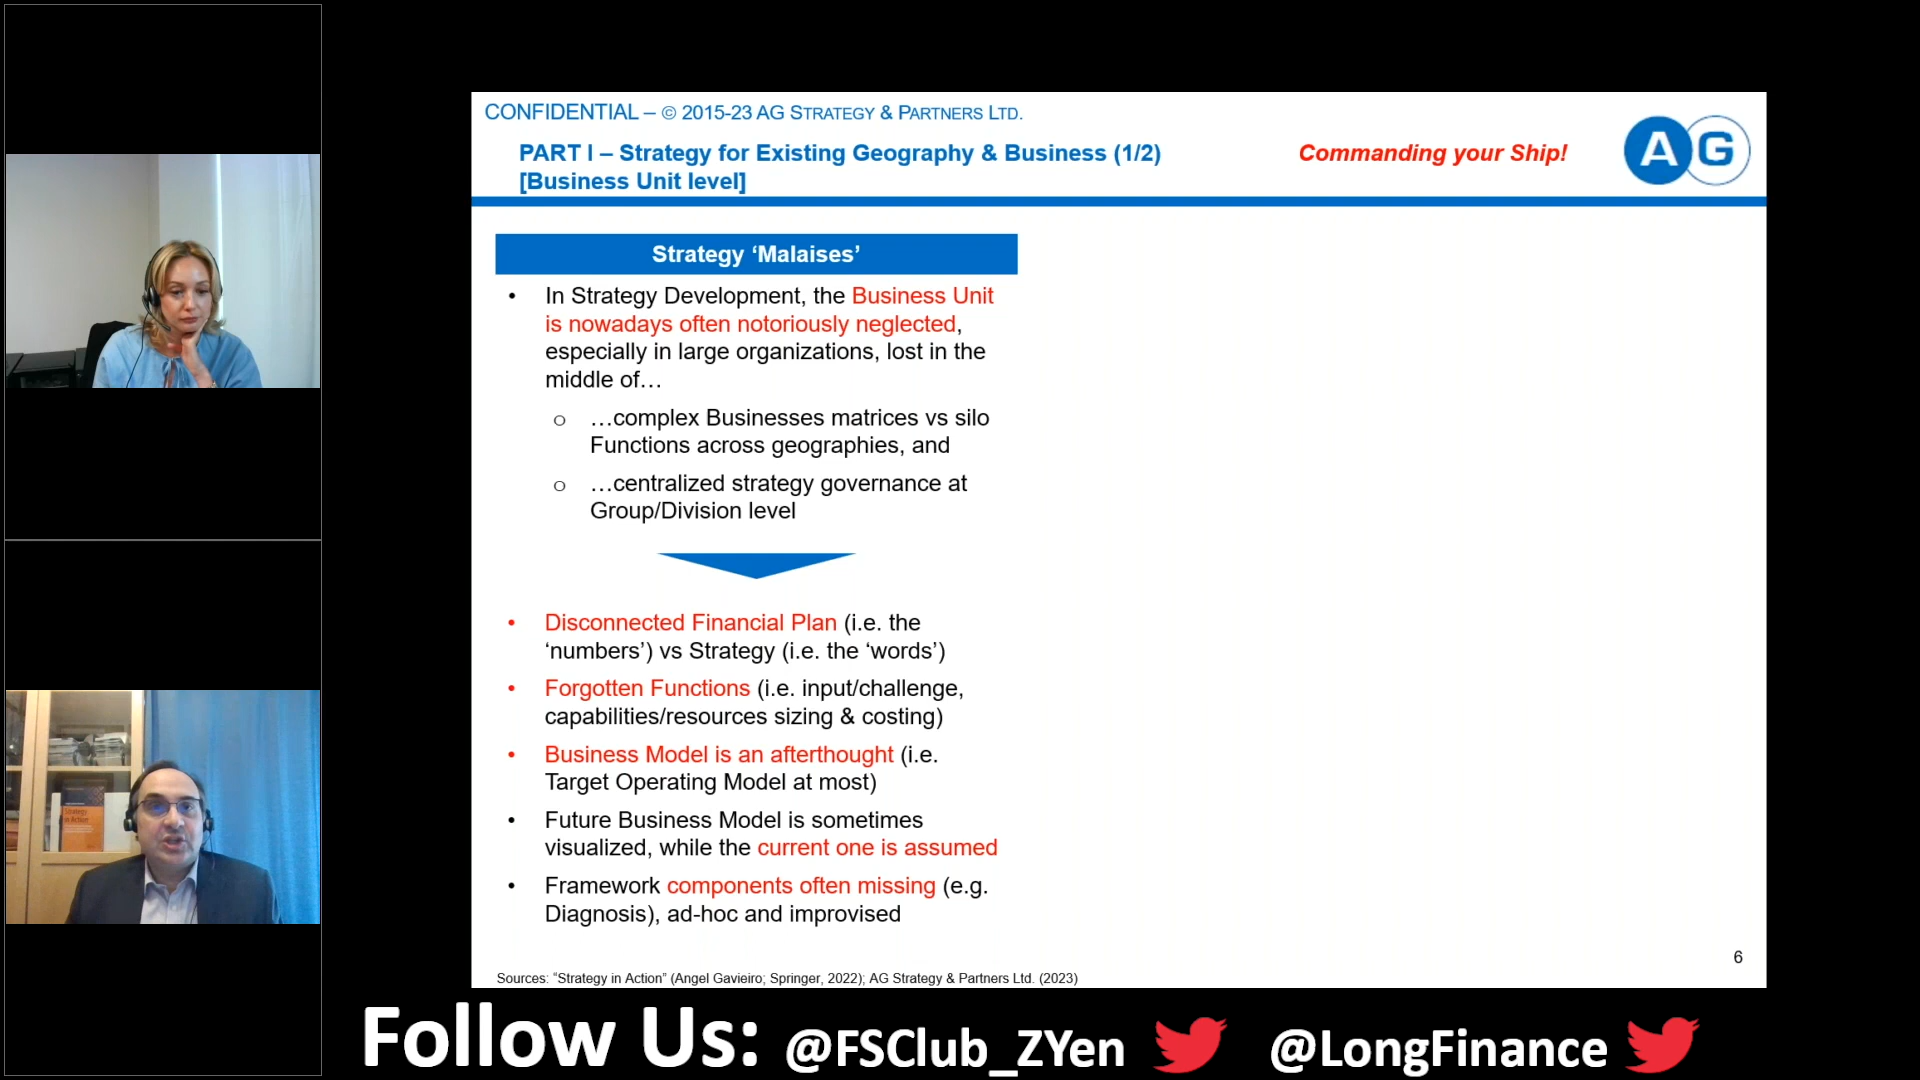 CONFIDENTIAL – © 2015-23 AG STRATEGY & PARTNERS LTD.
PART I – Strategy for Existing Geography & Business (1/2)
[Business Unit level]
Commanding your Ship!
AG
Strategy ‘Malaises’
• In Strategy Development, the Business Unit
is nowadays often notoriously neglected,
especially in large organizations, lost in the
middle of…
o …complex Businesses matrices vs silo
Functions across geographies, and
o …centralized strategy governance at
Group/Division level
• Disconnected Financial Plan (i.e. the
‘numbers’) vs Strategy (i.e. the ‘words’)
• Forgotten Functions (i.e. input/challenge,
capabilities/resources sizing & costing)
• Business Model is an afterthought (i.e.
Target Operating Model at most)
• Future Business Model is sometimes
visualized, while the current one is assumed
• Framework components often missing (e.g.
Diagnosis), ad-hoc and improvised
6
Sources: “Strategy in Action” (Angel Gavieiro; Springer, 2022); AG Strategy & Partners Ltd. (2023)
Strategy
in Action
Follow Us: @FSClub_ZYen @LongFinance